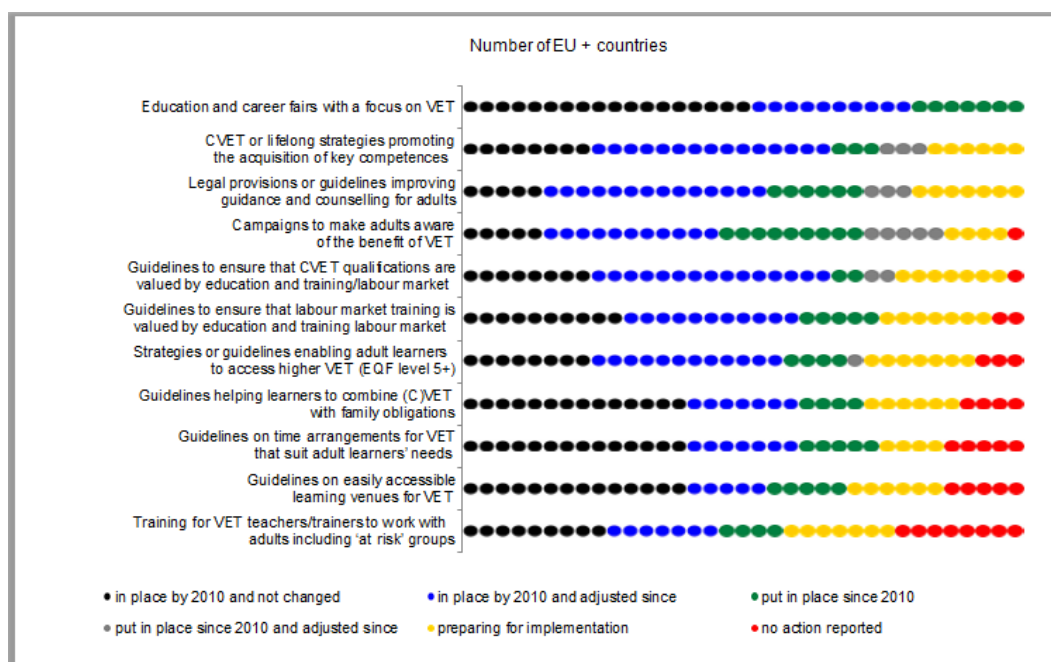 Number of EU + countries
Education and career fairs with a focus on VET
CVET or lifelong strategies promoting
the acquisition of key competences
Legal provisions or guidelines improving
guidance and counselling for adults
Campaigns to make adults aware
of the benefit of VET
Guidelines to ensure that CVET qualifications are
valued by education and training/labour market
Guidelines to ensure that labour market training is
valued by education and training labour market
Strategies or guidelines enabling adult learners
to access higher VET (EQF level 5+)
Guidelines helping learners to combine (C)VET
with family obligations
Guidelines on time arrangements for VET
that suit adult learners' needs
Guidelines on easily accessible
learning venues for VET
Training for VET teachers/trainers to work with
adults including 'at risk' groups
in place by 2010 and not changed
in place by 2010 and adjusted since
put in place since 2010
put in place since 2010 and adjusted since
preparing for implementation
no action reported